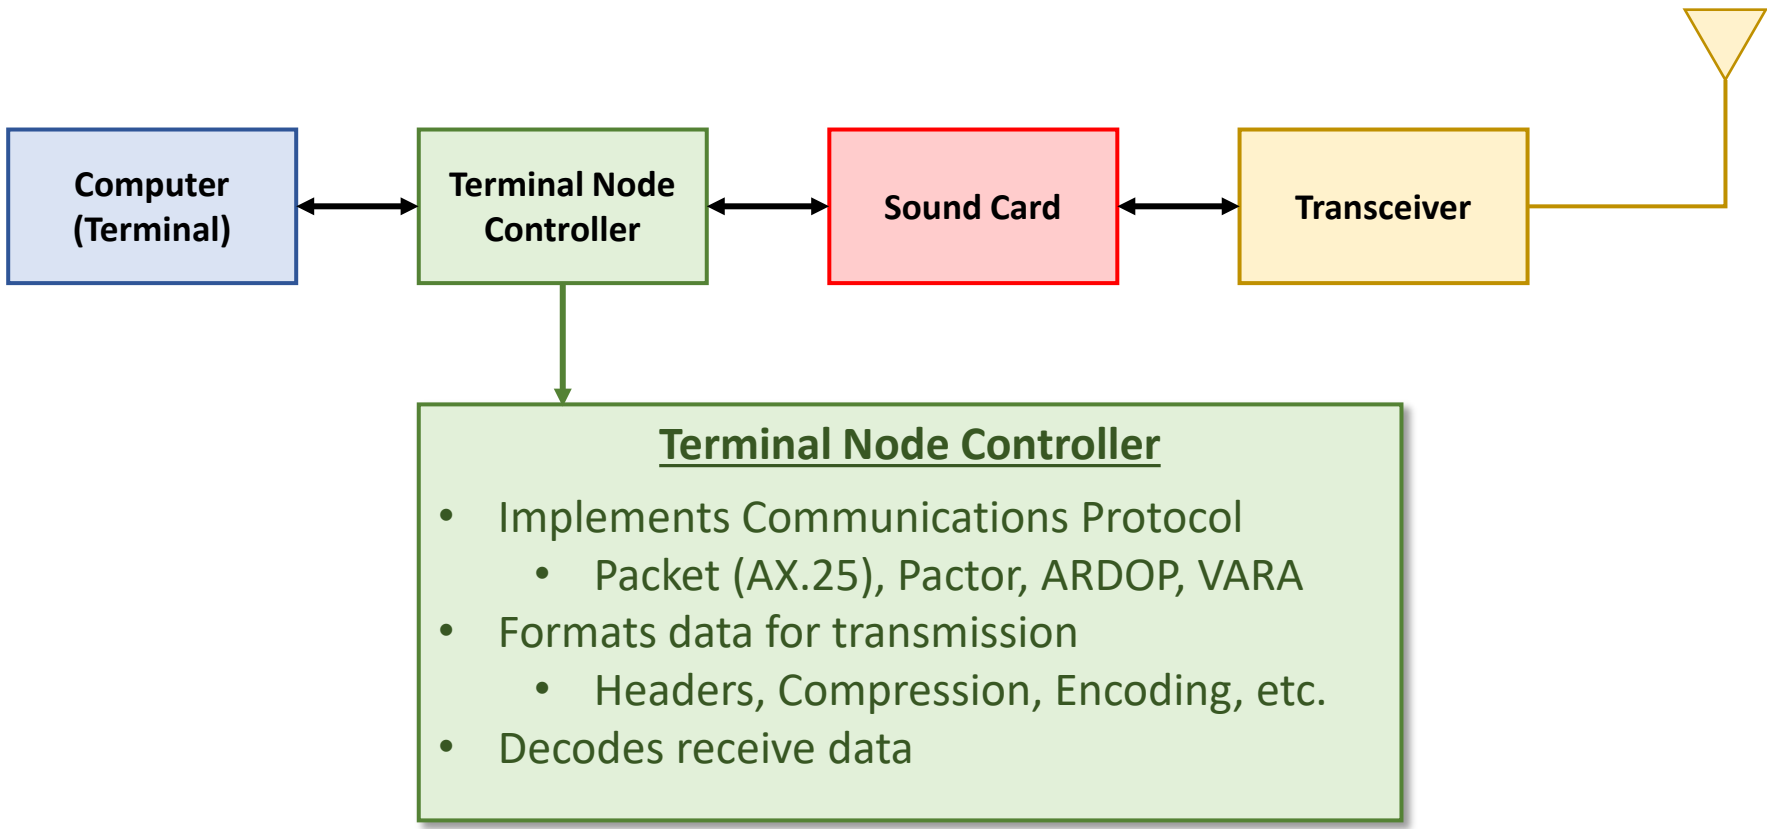 Computer
(Terminal)
Terminal Node
Controller
Sound Card
Transceiver
Terminal Node Controller
• Implements Communications Protocol
• Packet (AX.25), Pactor, ARDOP, VARA
• Formats data for transmission
• Headers, Compression, Encoding, etc.
• Decodes receive data